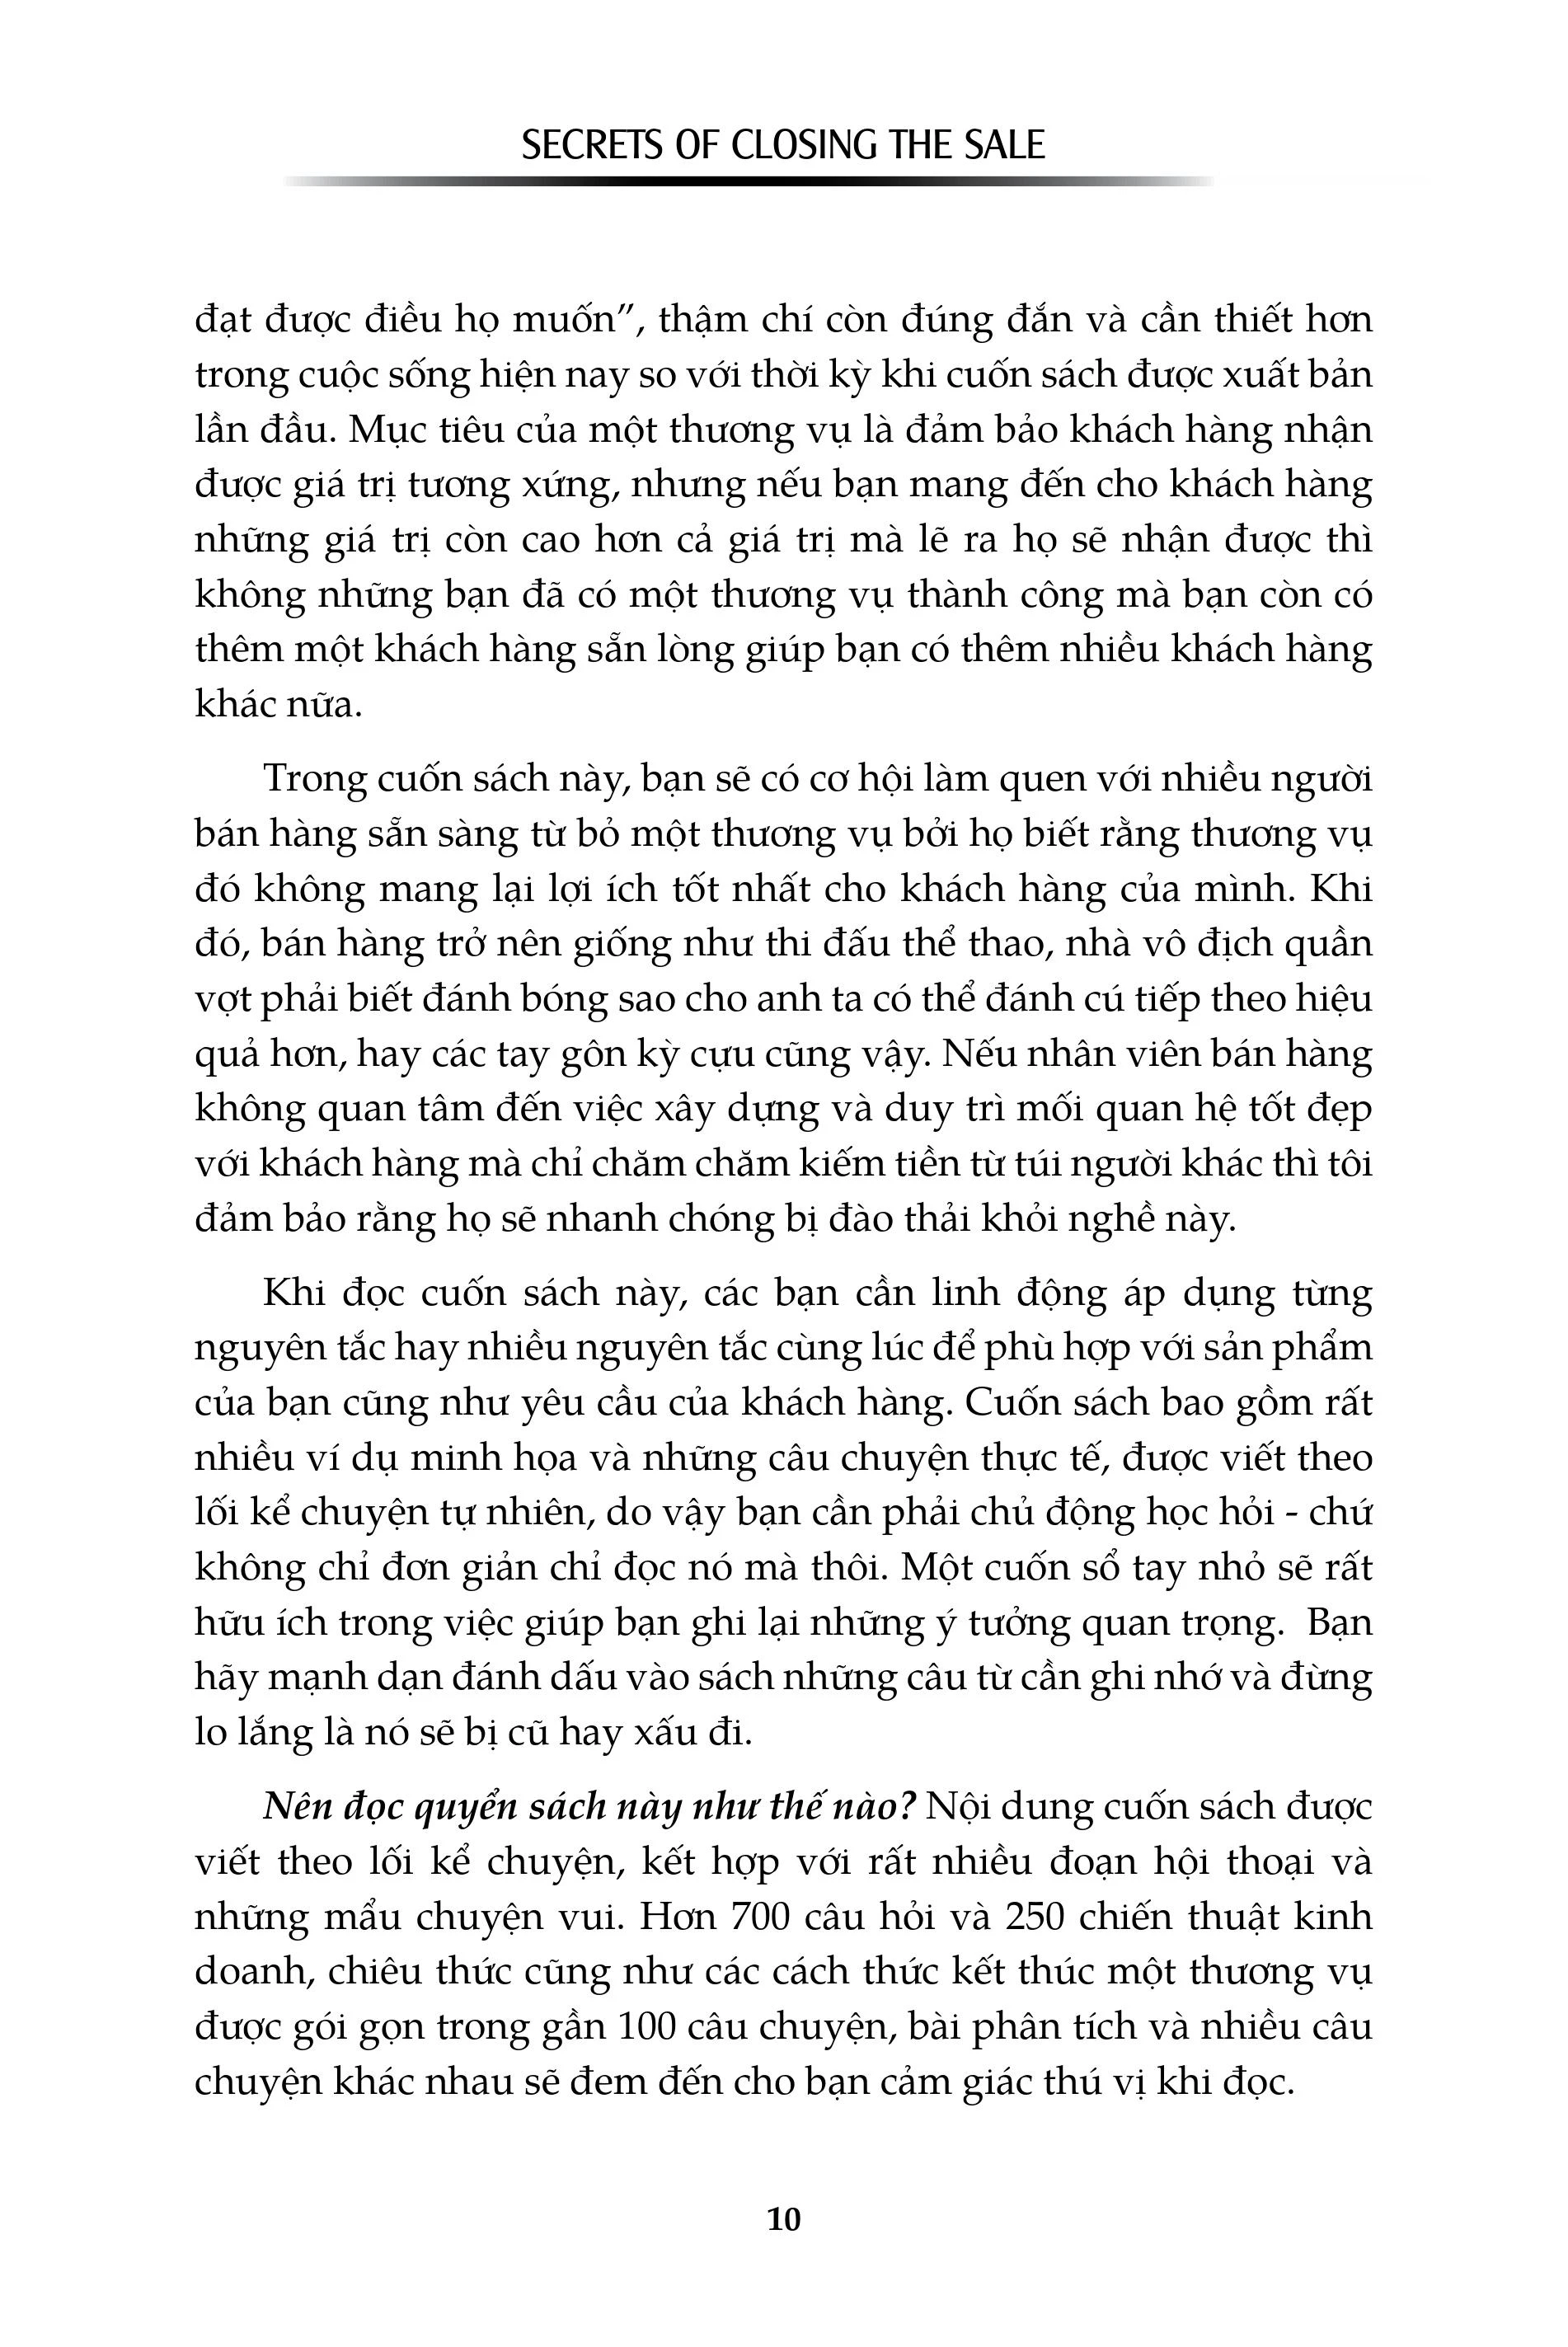 SECRETS OF CLOSING THE SALE
đạt được điều họ muốn”, thậm chí còn đúng đắn và cần thiết hơn
trong cuộc sống hiện nay so với thời kỳ khi cuốn sách được xuất bản
lần đầu. Mục tiêu của một thương vụ là đảm bảo khách hàng nhận
được giá trị tương xứng, nhưng nếu bạn mang đến cho khách hàng
những giá trị còn cao hơn cả giá trị mà lẽ ra họ sẽ nhận được thì
không những bạn đã có một thương vụ thành công mà bạn còn có
thêm một khách hàng sẵn lòng giúp bạn có thêm nhiều khách hàng
khác nữa.
Trong cuốn sách này, bạn sẽ có cơ hội làm quen với nhiều người
bán hàng sẵn sàng từ bỏ một thương vụ bởi họ biết rằng thương vụ
đó không mang lại lợi ích tốt nhất cho khách hàng của mình. Khi
đó, bán hàng trở nên giống như thi đấu thể thao, nhà vô địch quần
vợt phải biết đánh bóng sao cho anh ta có thể đánh cú tiếp theo hiệu
quả hơn, hay các tay gôn kỳ cựu cũng vậy. Nếu nhân viên bán hàng
không quan tâm đến việc xây dựng và duy trì mối quan hệ tốt đẹp
với khách hàng mà chỉ chăm chăm kiếm tiền từ túi người khác thì tôi
đảm bảo rằng họ sẽ nhanh chóng bị đào thải khỏi nghề này.
Khi đọc cuốn sách này, các bạn cần linh động áp dụng từng
nguyên tắc hay nhiều nguyên tắc cùng lúc để phù hợp với sản phẩm
của bạn cũng như yêu cầu của khách hàng. Cuốn sách bao gồm rất
nhiều ví dụ minh họa và những câu chuyện thực tế, được viết theo
lối kể chuyện tự nhiên, do vậy bạn cần phải chủ động học hỏi - chứ
không chỉ đơn giản chỉ đọc nó mà thôi. Một cuốn sổ tay nhỏ sẽ rất
hữu ích trong việc giúp bạn ghi lại những ý tưởng quan trọng. Bạn
hãy mạnh dạn đánh dấu vào sách những câu từ cần ghi nhớ và đừng
lo lắng là nó sẽ bị cũ hay xấu đi.
Nên đọc quyển sách này như thế nào? Nội dung cuốn sách được
viết theo lối kể chuyện, kết hợp với rất nhiều đoạn hội thoại và
những mẩu chuyện vui. Hơn 700 câu hỏi và 250 chiến thuật kinh
doanh, chiêu thức cũng như các cách thức kết thúc một thương vụ
được gói gọn trong gần 100 câu chuyện, bài phân tích và nhiều câu
chuyện khác nhau sẽ đem đến cho bạn cảm giác thú vị khi đọc.
10